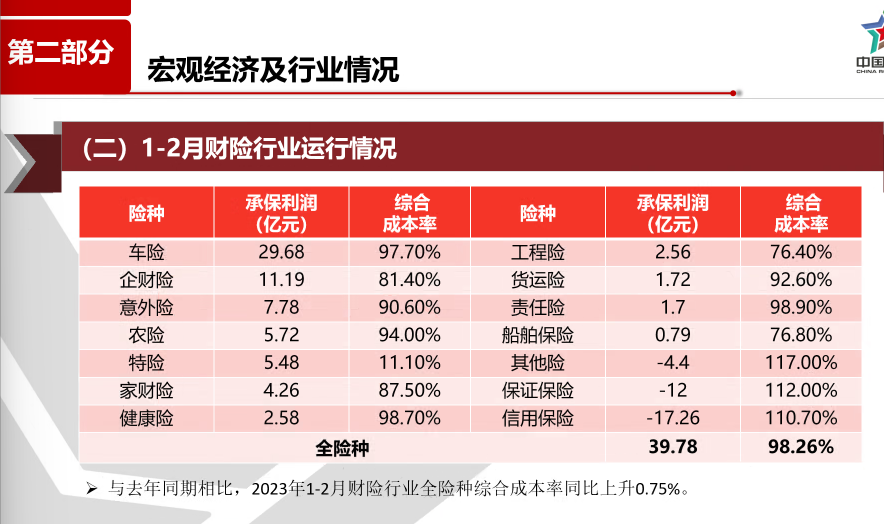 第二部分
宏观经济及行业情况
中国
CHINA R
（二）1-2月财险行业运行情况
险种 承保利润（亿元） 综合成本率 险种 承保利润（亿元） 综合成本率
车险 29.68 97.70% 工程险 2.56 76.40%
企财险 11.19 81.40% 货运险 1.72 92.60%
意外险 7.78 90.60% 责任险 1.7 98.90%
农险 5.72 94.00% 船舶保险 0.79 76.80%
特险 5.48 11.10% 其他险 -4.4 117.00%
家财险 4.26 87.50% 保证保险 -12 112.00%
健康险 2.58 98.70% 信用保险 -17.26 110.70%
全险种 39.78 98.26%
➢ 与去年同期相比，2023年1-2月财险行业全险种综合成本率同比上升0.75%。